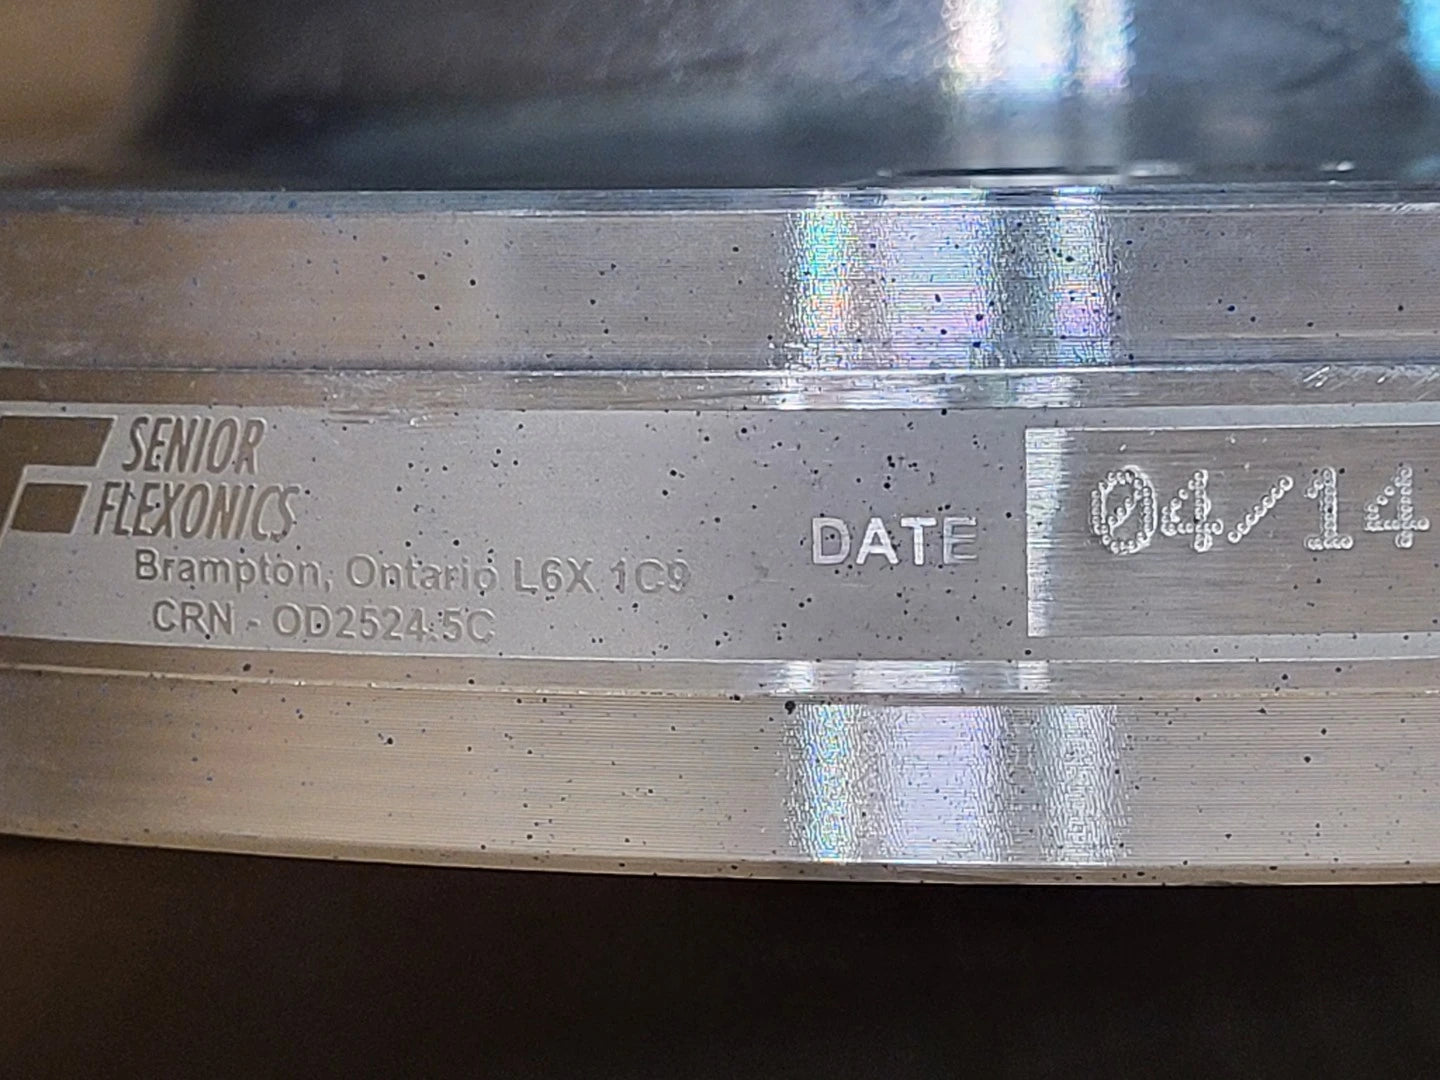 SENIOR
FLEXONICS
Brampton, Ontario L6X 1C9
CRN - OD2524.5C
DATE 04/14